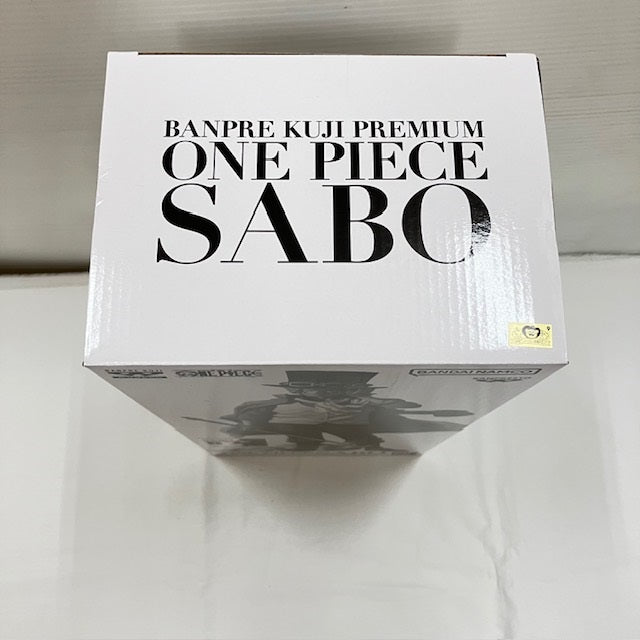 BANPRE KUJI PREMIUM
ONE PIECE
SABO
ONE PIECE
BANDAI NAMCO